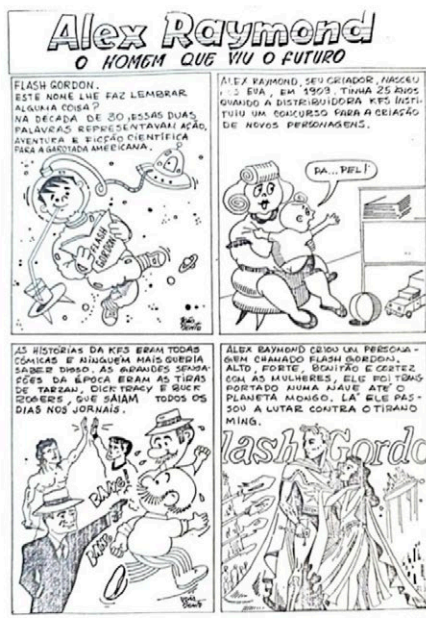 Alex Raymond
O HOMEM QUE VIU O FUTURO
FLASH GORDON.
ESTE NOME LHE FAZ LEMBRAR
ALGUMA COISA?
NA DÉCADA DE 30, ESSAS DUAS
PALAVRAS REPRESENTAVAM AÇÃO,
AVENTURA E FICÇÃO CIENTÍFICA
PARA A GAROTADA AMERICANA.
FLASH
GORDON
ALEX RAYMOND, SEU CRIADOR, NASCEU
EUA, EM 1909. TINHA 25 ANOS
QUANDO A DISTRIBUIDORA KFS INSTI-
TUIU UM CONCURSO PARA A CRIAÇÃO
DE NOVOS PERSONAGENS.
PA... PEL!
AS HISTÓRIAS DA KFS ERAM TODAS
CÔMICAS E NINGUÉM MAIS QUERIA
SABER DISSO. AS GRANDES SENSA-
ÇÕES DA ÉPOCA ERAM AS TIRAS
DE TARZAN, DICK TRACY E BUCK
ROGERS, QUE SAIAM TODOS OS
DIAS NOS JORNAIS.
BANG
BANG
ALEX RAYMOND CRIOU UM PERSONA-
GEM CHAMADO FLASH GORDON.
ALTO, FORTE, BONITÃO E CORTEZ
COM AS MULHERES, ELE FOI TRANS
PORTADO NUMA NAVE ATÉ O
PLANETA MONGO. LÁ ELE PAS-
SOU A LUTAR CONTRA O TIRANO
MING.
lash Gordo